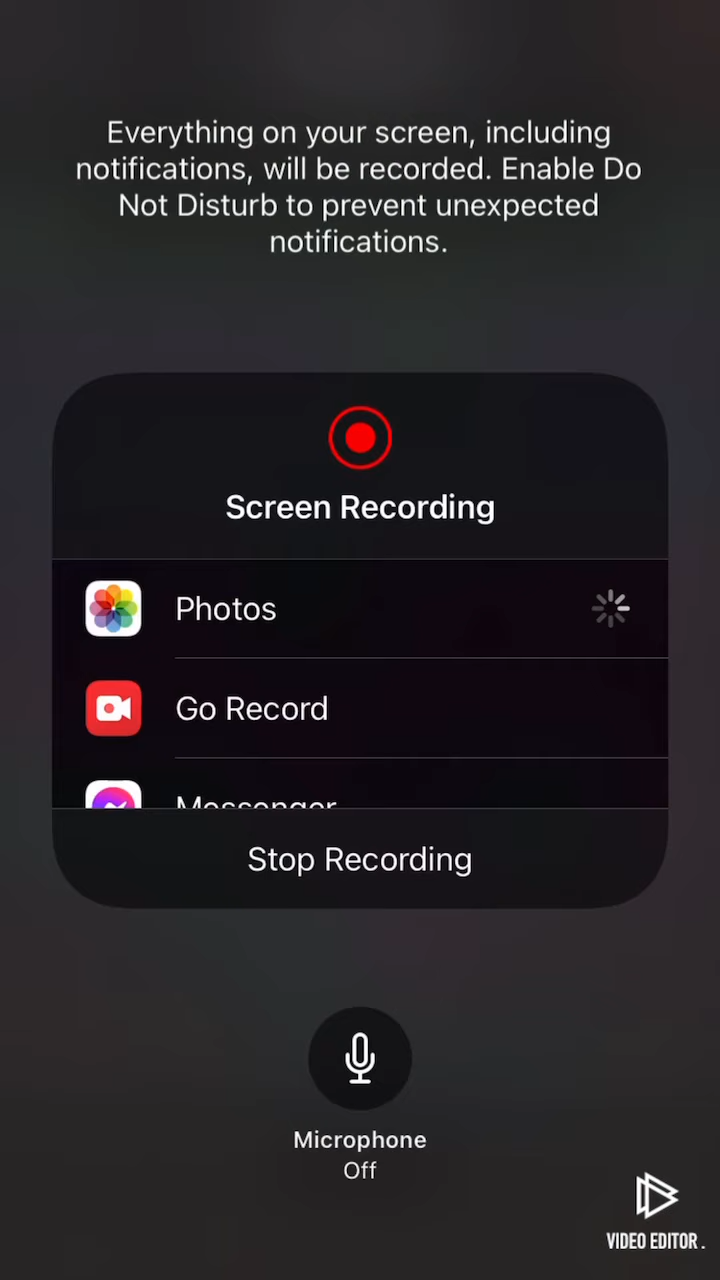 Everything on your screen, including
notifications, will be recorded. Enable Do
Not Disturb to prevent unexpected
notifications.
Screen Recording
Photos
Go Record
Messenger
Stop Recording
Microphone
Off
VIDEO EDITOR.